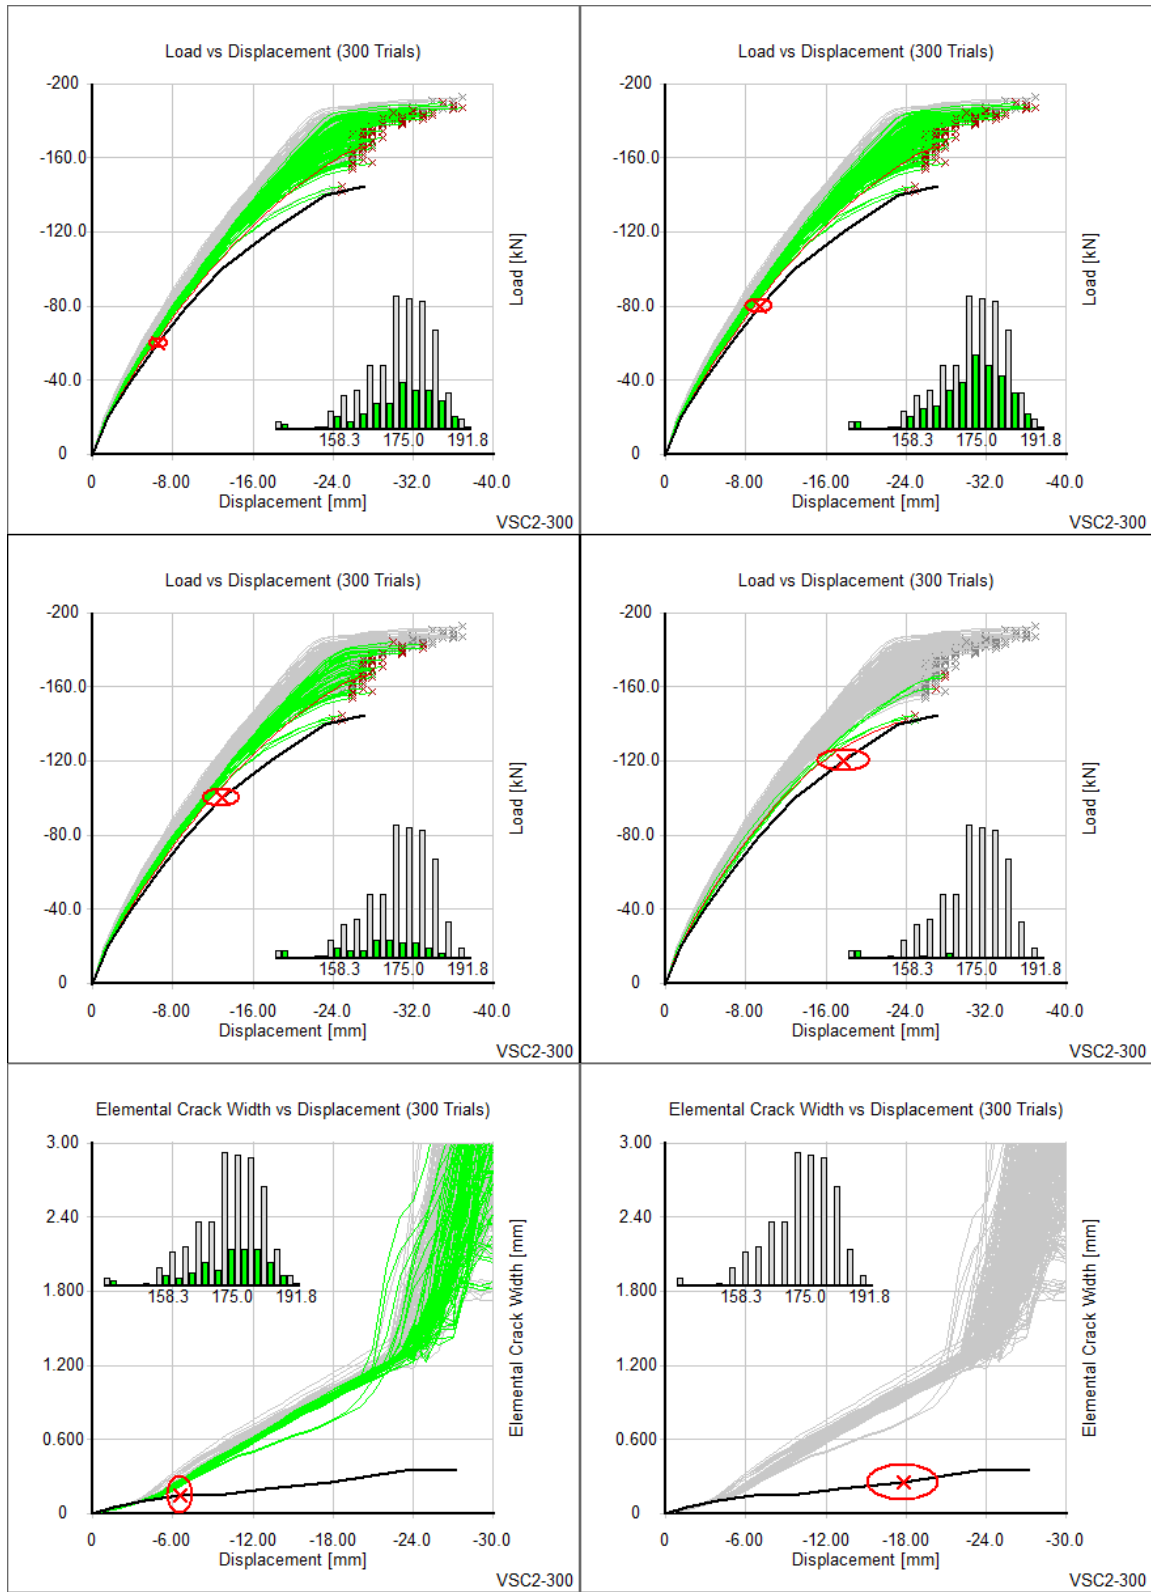 Load vs Displacement (300 Trials)
-200
-160.0
-120.0
-80.0
-40.0
0
Load [kN]
158.3 175.0 191.8
0 -8.00 -16.00 -24.0 -32.0 -40.0
Displacement [mm]
VSC2-300
Load vs Displacement (300 Trials)
-200
-160.0
-120.0
-80.0
-40.0
0
Load [kN]
158.3 175.0 191.8
0 -8.00 -16.00 -24.0 -32.0 -40.0
Displacement [mm]
VSC2-300
Load vs Displacement (300 Trials)
-200
-160.0
-120.0
-80.0
-40.0
0
Load [kN]
158.3 175.0 191.8
0 -8.00 -16.00 -24.0 -32.0 -40.0
Displacement [mm]
VSC2-300
Load vs Displacement (300 Trials)
-200
-160.0
-120.0
-80.0
-40.0
0
Load [kN]
158.3 175.0 191.8
0 -8.00 -16.00 -24.0 -32.0 -40.0
Displacement [mm]
VSC2-300
Elemental Crack Width vs Displacement (300 Trials)
3.00
2.40
1.800
1.200
0.600
0
Elemental Crack Width [mm]
158.3 175.0 191.8
0 -6.00 -12.00 -18.00 -24.0 -30.0
Displacement [mm]
VSC2-300
Elemental Crack Width vs Displacement (300 Trials)
3.00
2.40
1.800
1.200
0.600
0
Elemental Crack Width [mm]
158.3 175.0 191.8
0 -6.00 -12.00 -18.00 -24.0 -30.0
Displacement [mm]
VSC2-300